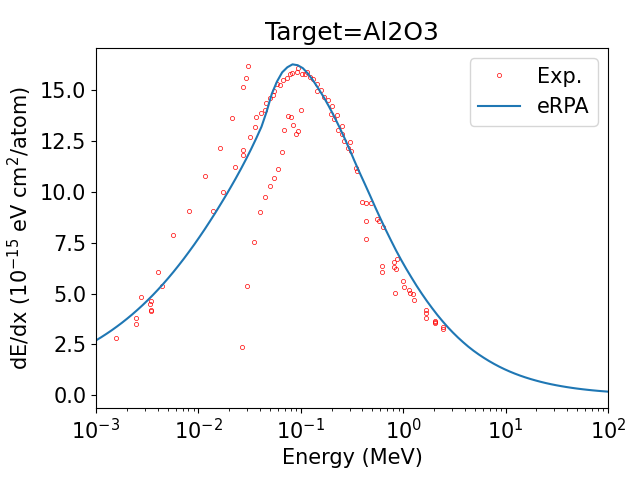 Target=Al2O3
Exp.
eRPA
dE/dx (10⁻¹⁵ eV cm²/atom)
15.0
12.5
10.0
7.5
5.0
2.5
0.0
10⁻³ 10⁻² 10⁻¹ 10⁰ 10¹ 10²
Energy (MeV)